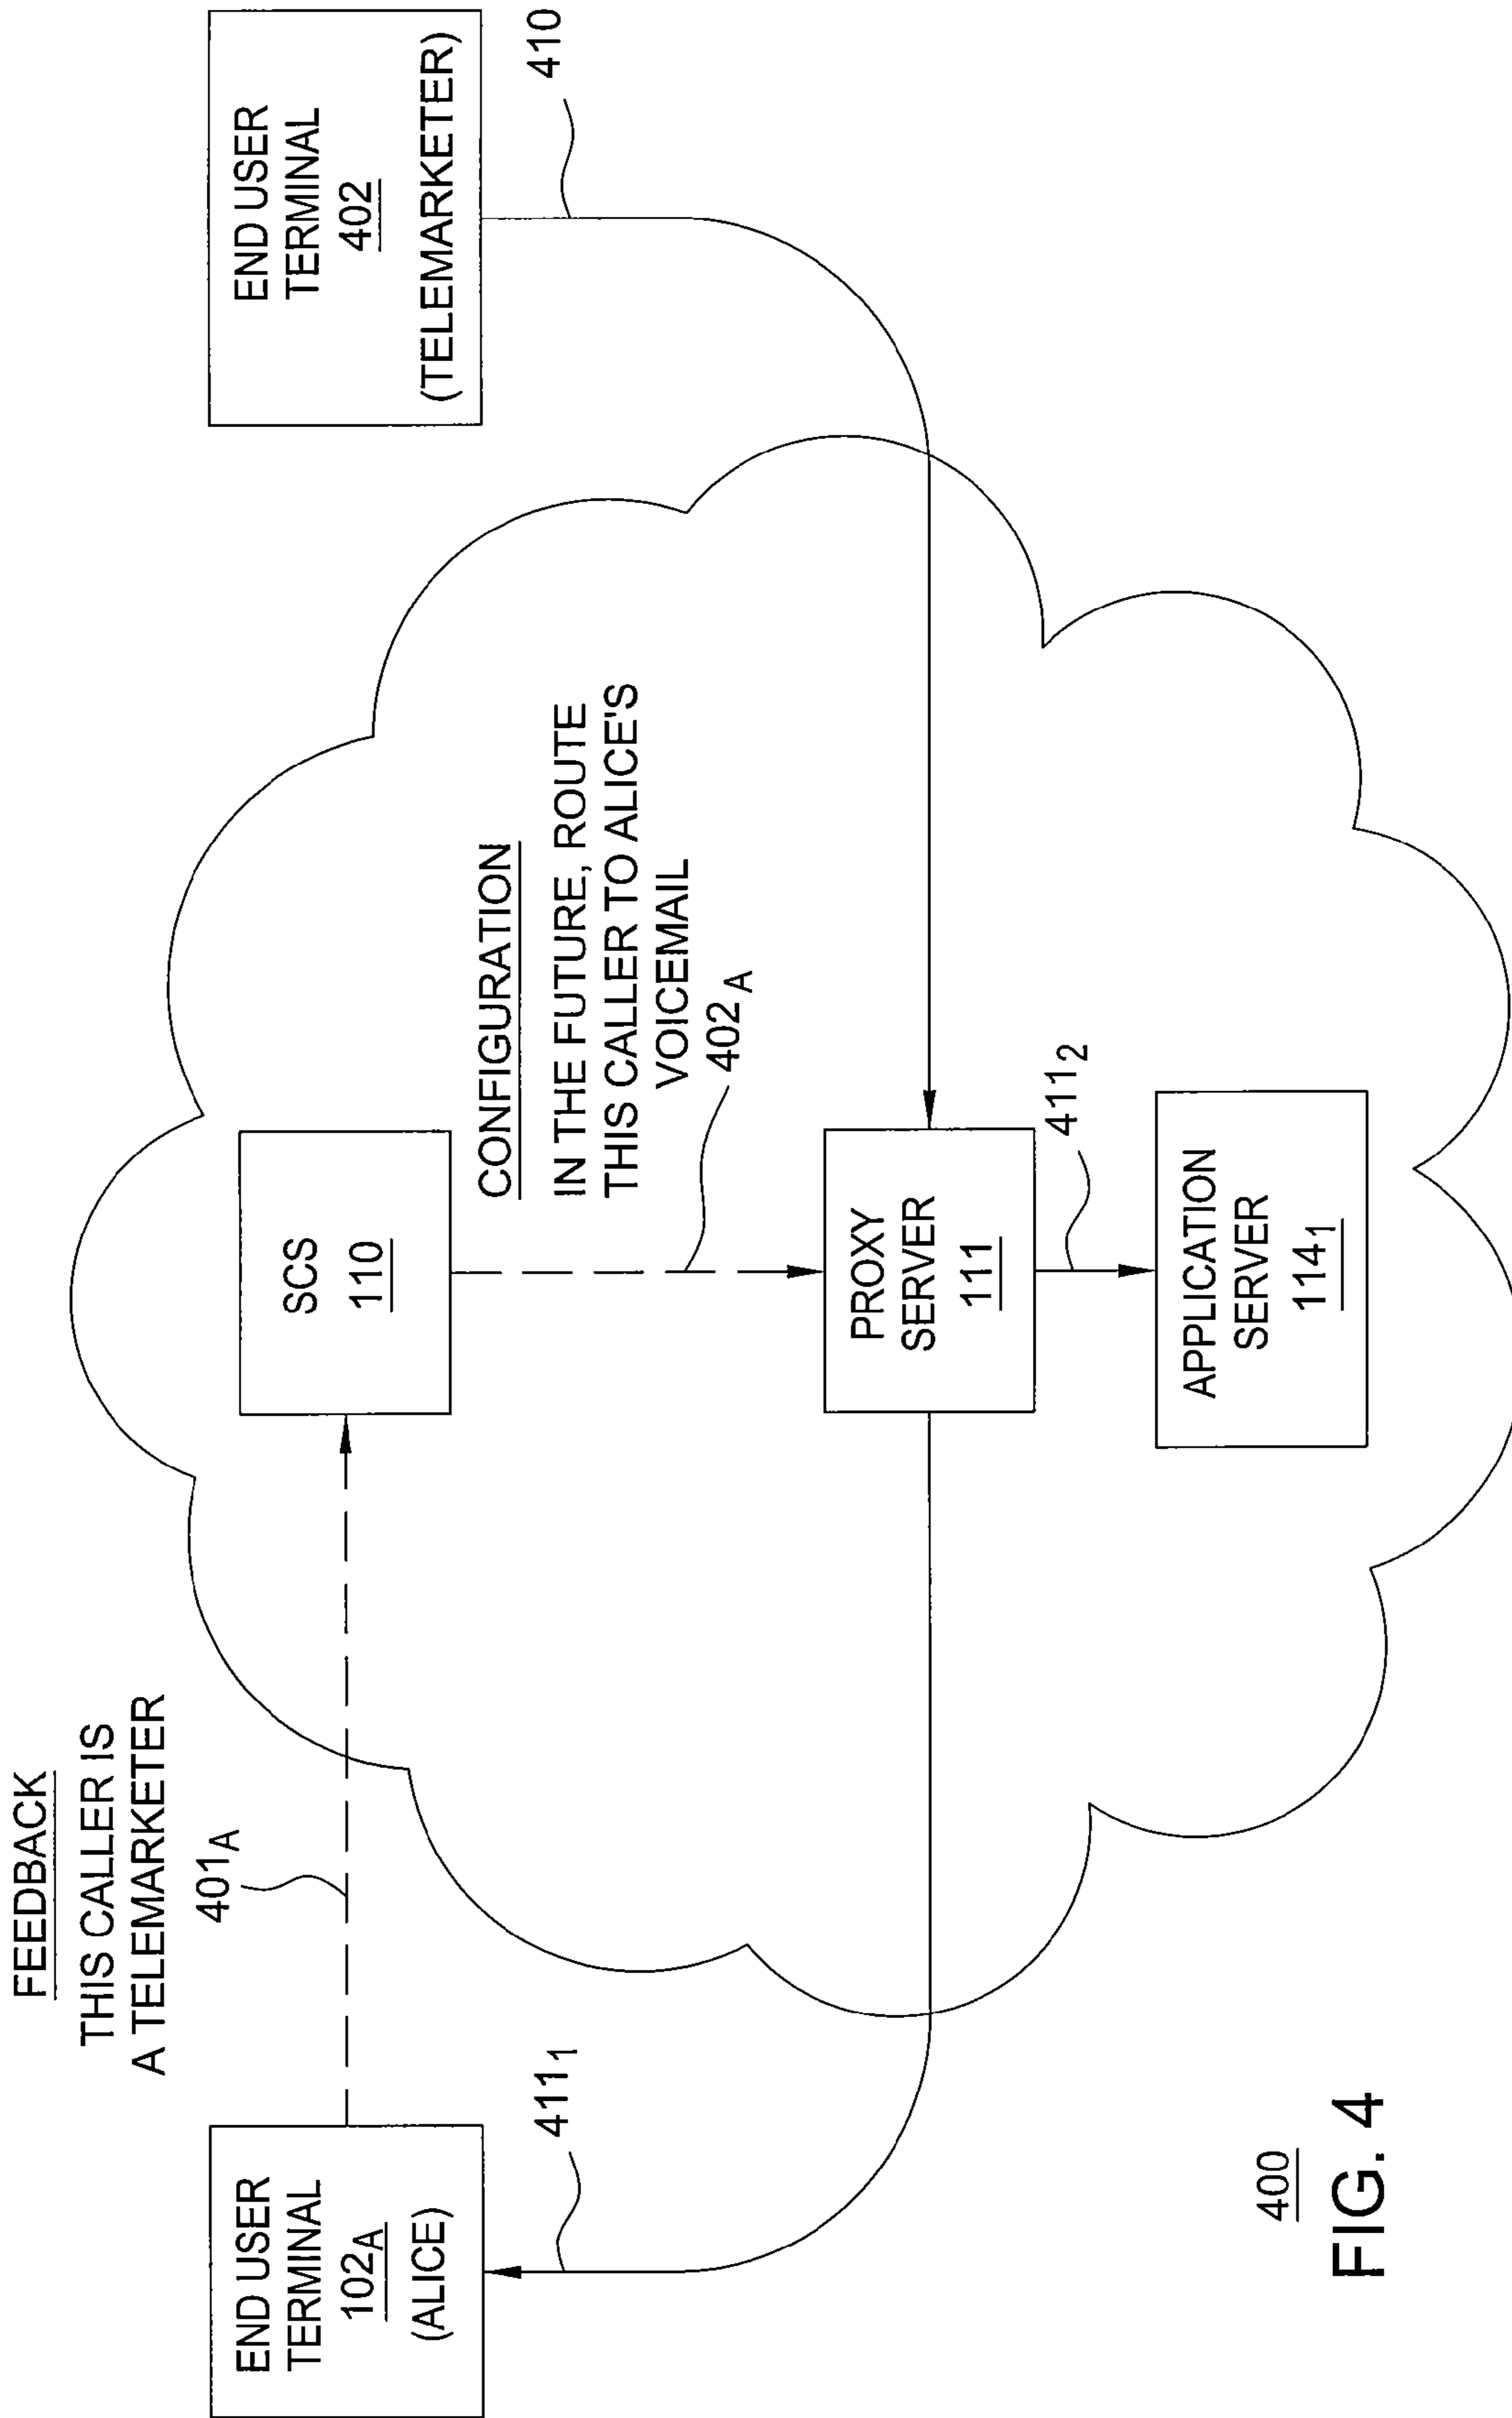 FEEDBACK
THIS CALLER IS
A TELEMARKETER
401A
END USER
TERMINAL
102A
(ALICE)
SCS
110
END USER
TERMINAL
402
(TELEMARKETER)
410
CONFIGURATION
IN THE FUTURE, ROUTE
THIS CALLER TO ALICE'S
VOICEMAIL
402A
4111
PROXY
SERVER
111
4112
APPLICATION
SERVER
1141
400
FIG. 4